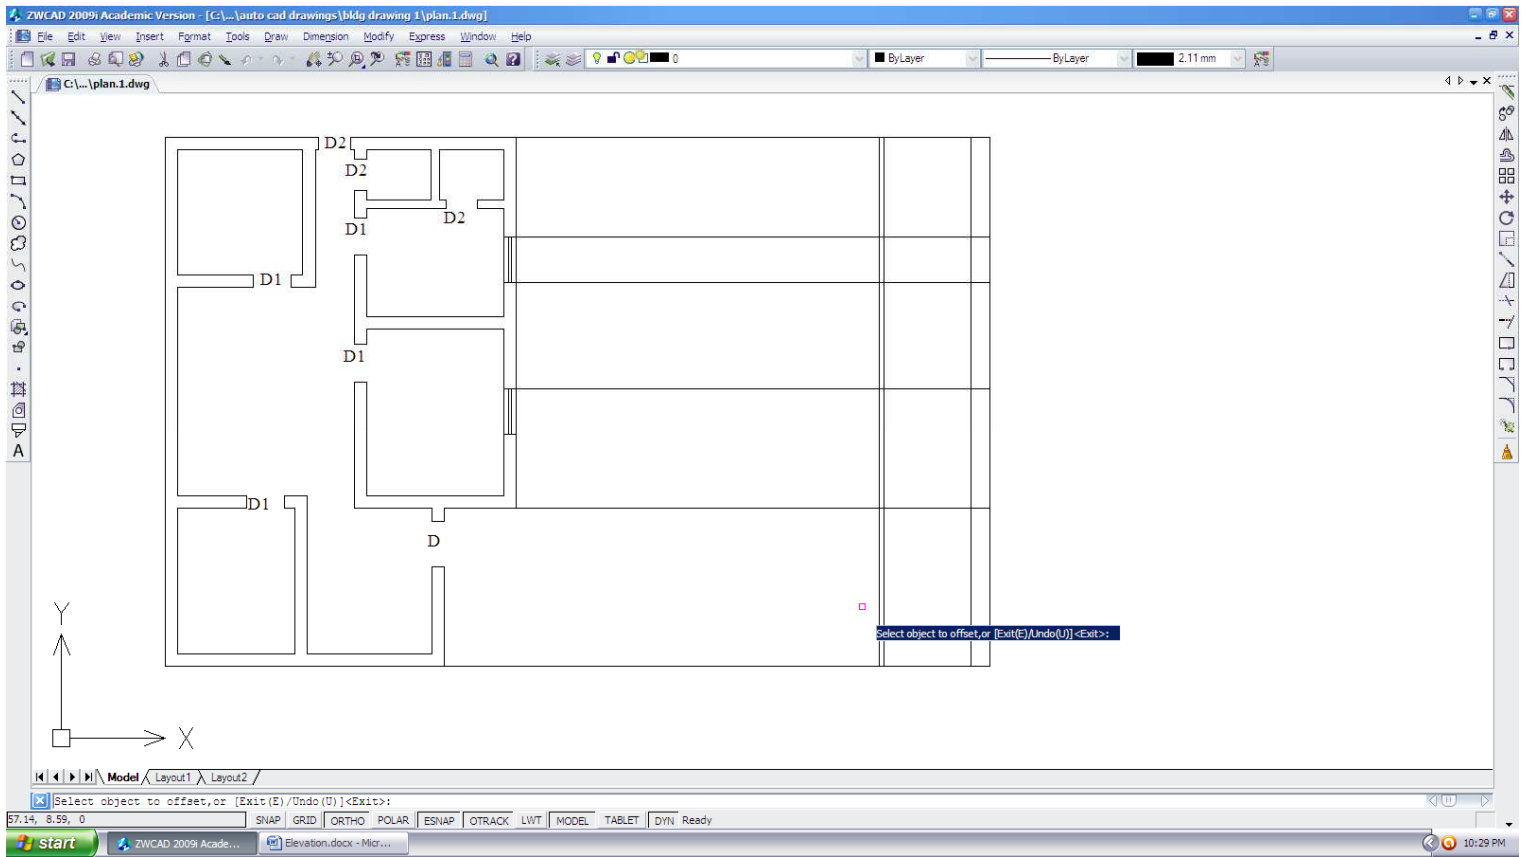 ZWCAD 2009i Academic Version - [C:\...\auto cad drawings\bldg drawing 1\plan.1.dwg]
File Edit View Insert Format Tools Draw Dimension Modify Express Window Help
0 ByLayer ByLayer 2.11 mm
C:\...\plan.1.dwg
D2
D2
D2
D1
D1
D1
D1
D
Select object to offset,or [Exit(E)/Undo(U)]<Exit>:
Y
X
A
Model Layout1 Layout2
Select object to offset,or [Exit(E)/Undo(U)]<Exit>:
57.14, 8.59, 0 SNAP GRID ORTHO POLAR ESNAP OTRACK LWT MODEL TABLET DYN Ready
start ZWCAD 2009i Acade... Elevation.docx - Micr... 10:29 PM